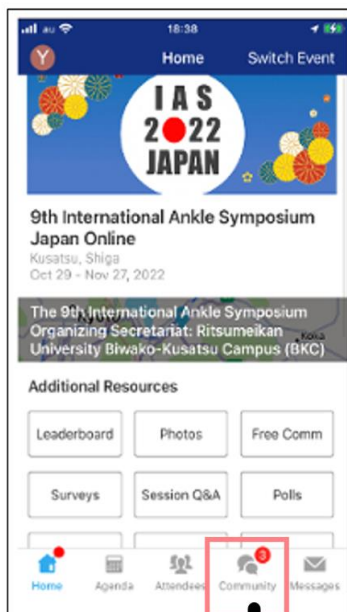 au 18:38
Y Home Switch Event
IAS
2022
JAPAN
9th International Ankle Symposium
Japan Online
Kusatsu, Shiga
Oct 29 - Nov 27, 2022
The 9th International Ankle Symposium
Organizing Secretariat: Ritsumeikan
University Biwako-Kusatsu Campus (BKC)
Additional Resources
Leaderboard Photos Free Comm
Surveys Session Q&A Polls
3
Home Agenda Attendees Community Messages